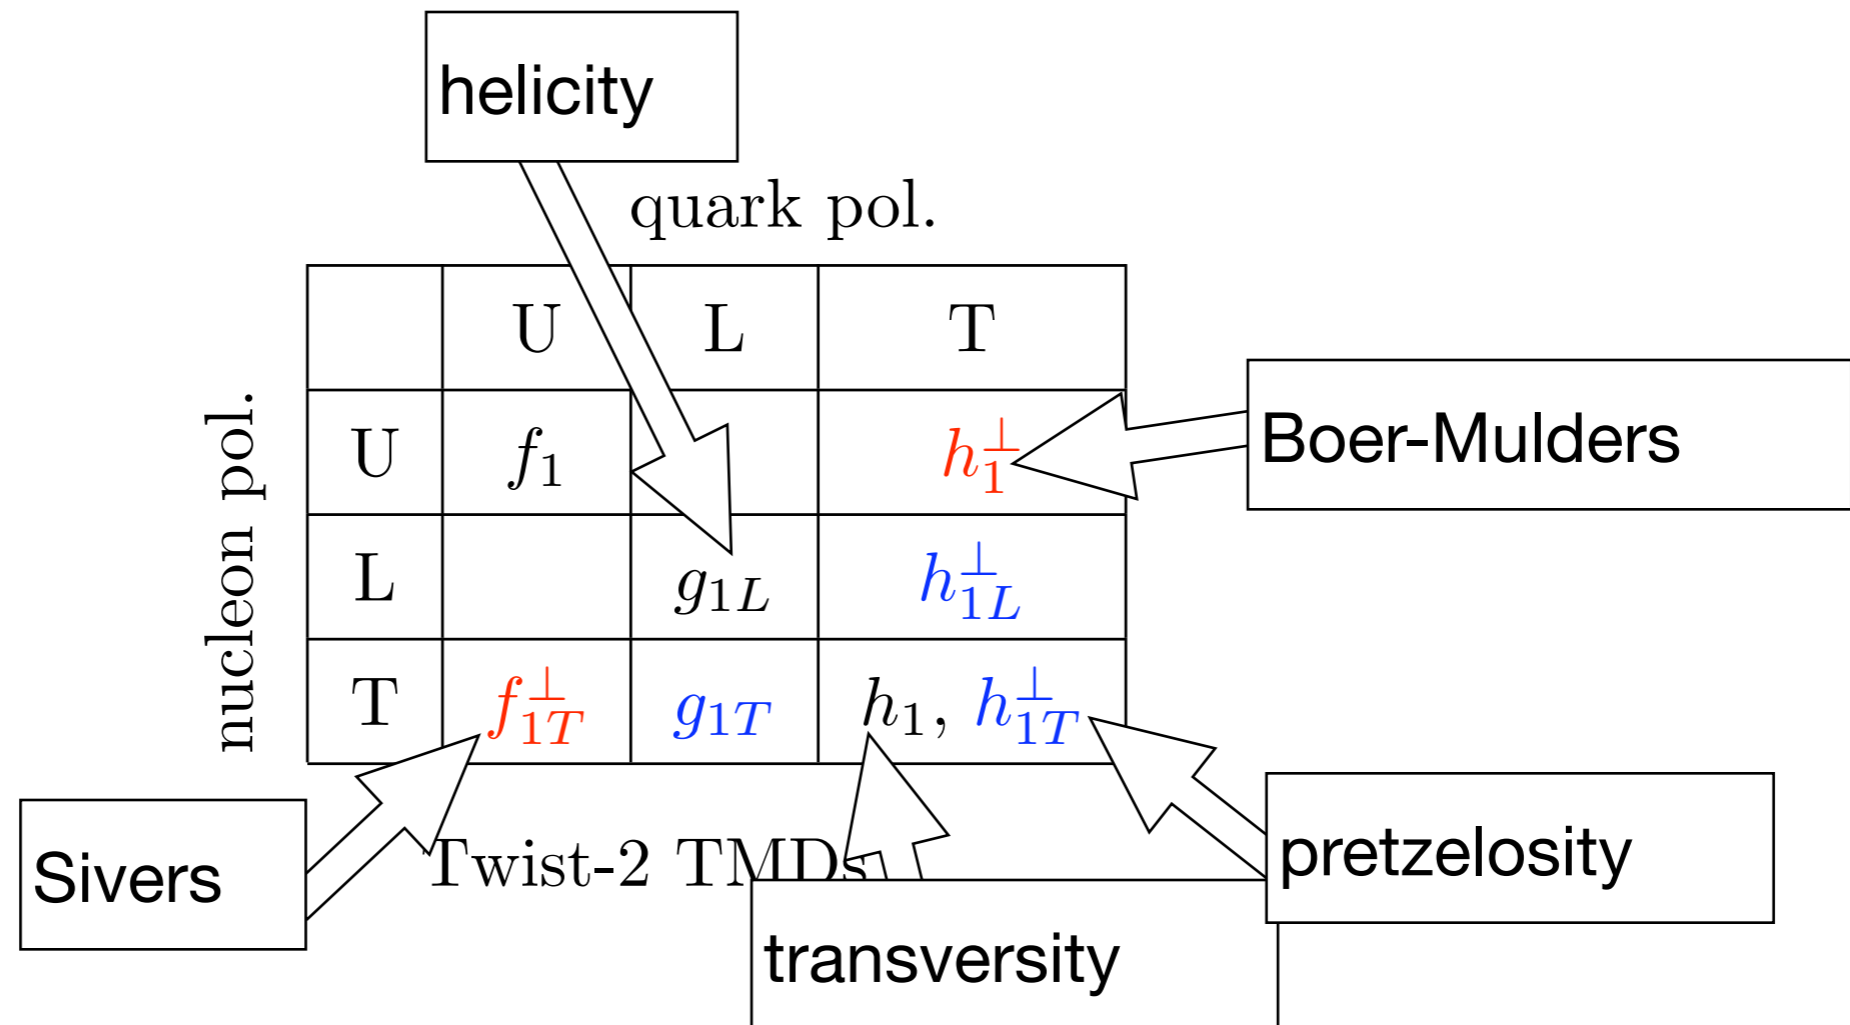 helicity
quark pol.
nucleon pol.
U L T
U f₁ h₁^⊥
Boer-Mulders
L g₁L h₁L^⊥
T f₁T^⊥ g₁T h₁, h₁T^⊥
Sivers
Twist-2 TMDs
pretzelosity
transversity